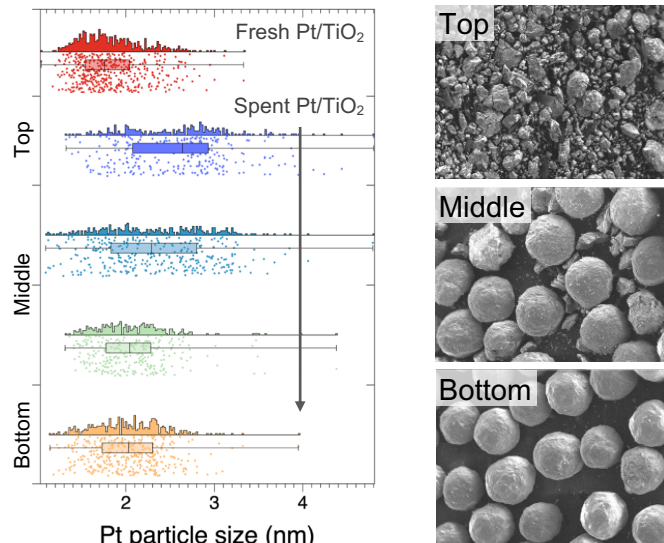 Fresh Pt/TiO2
Spent Pt/TiO2
Top
Middle
Bottom
2
3
4
Pt particle size (nm)
Top
Middle
Bottom